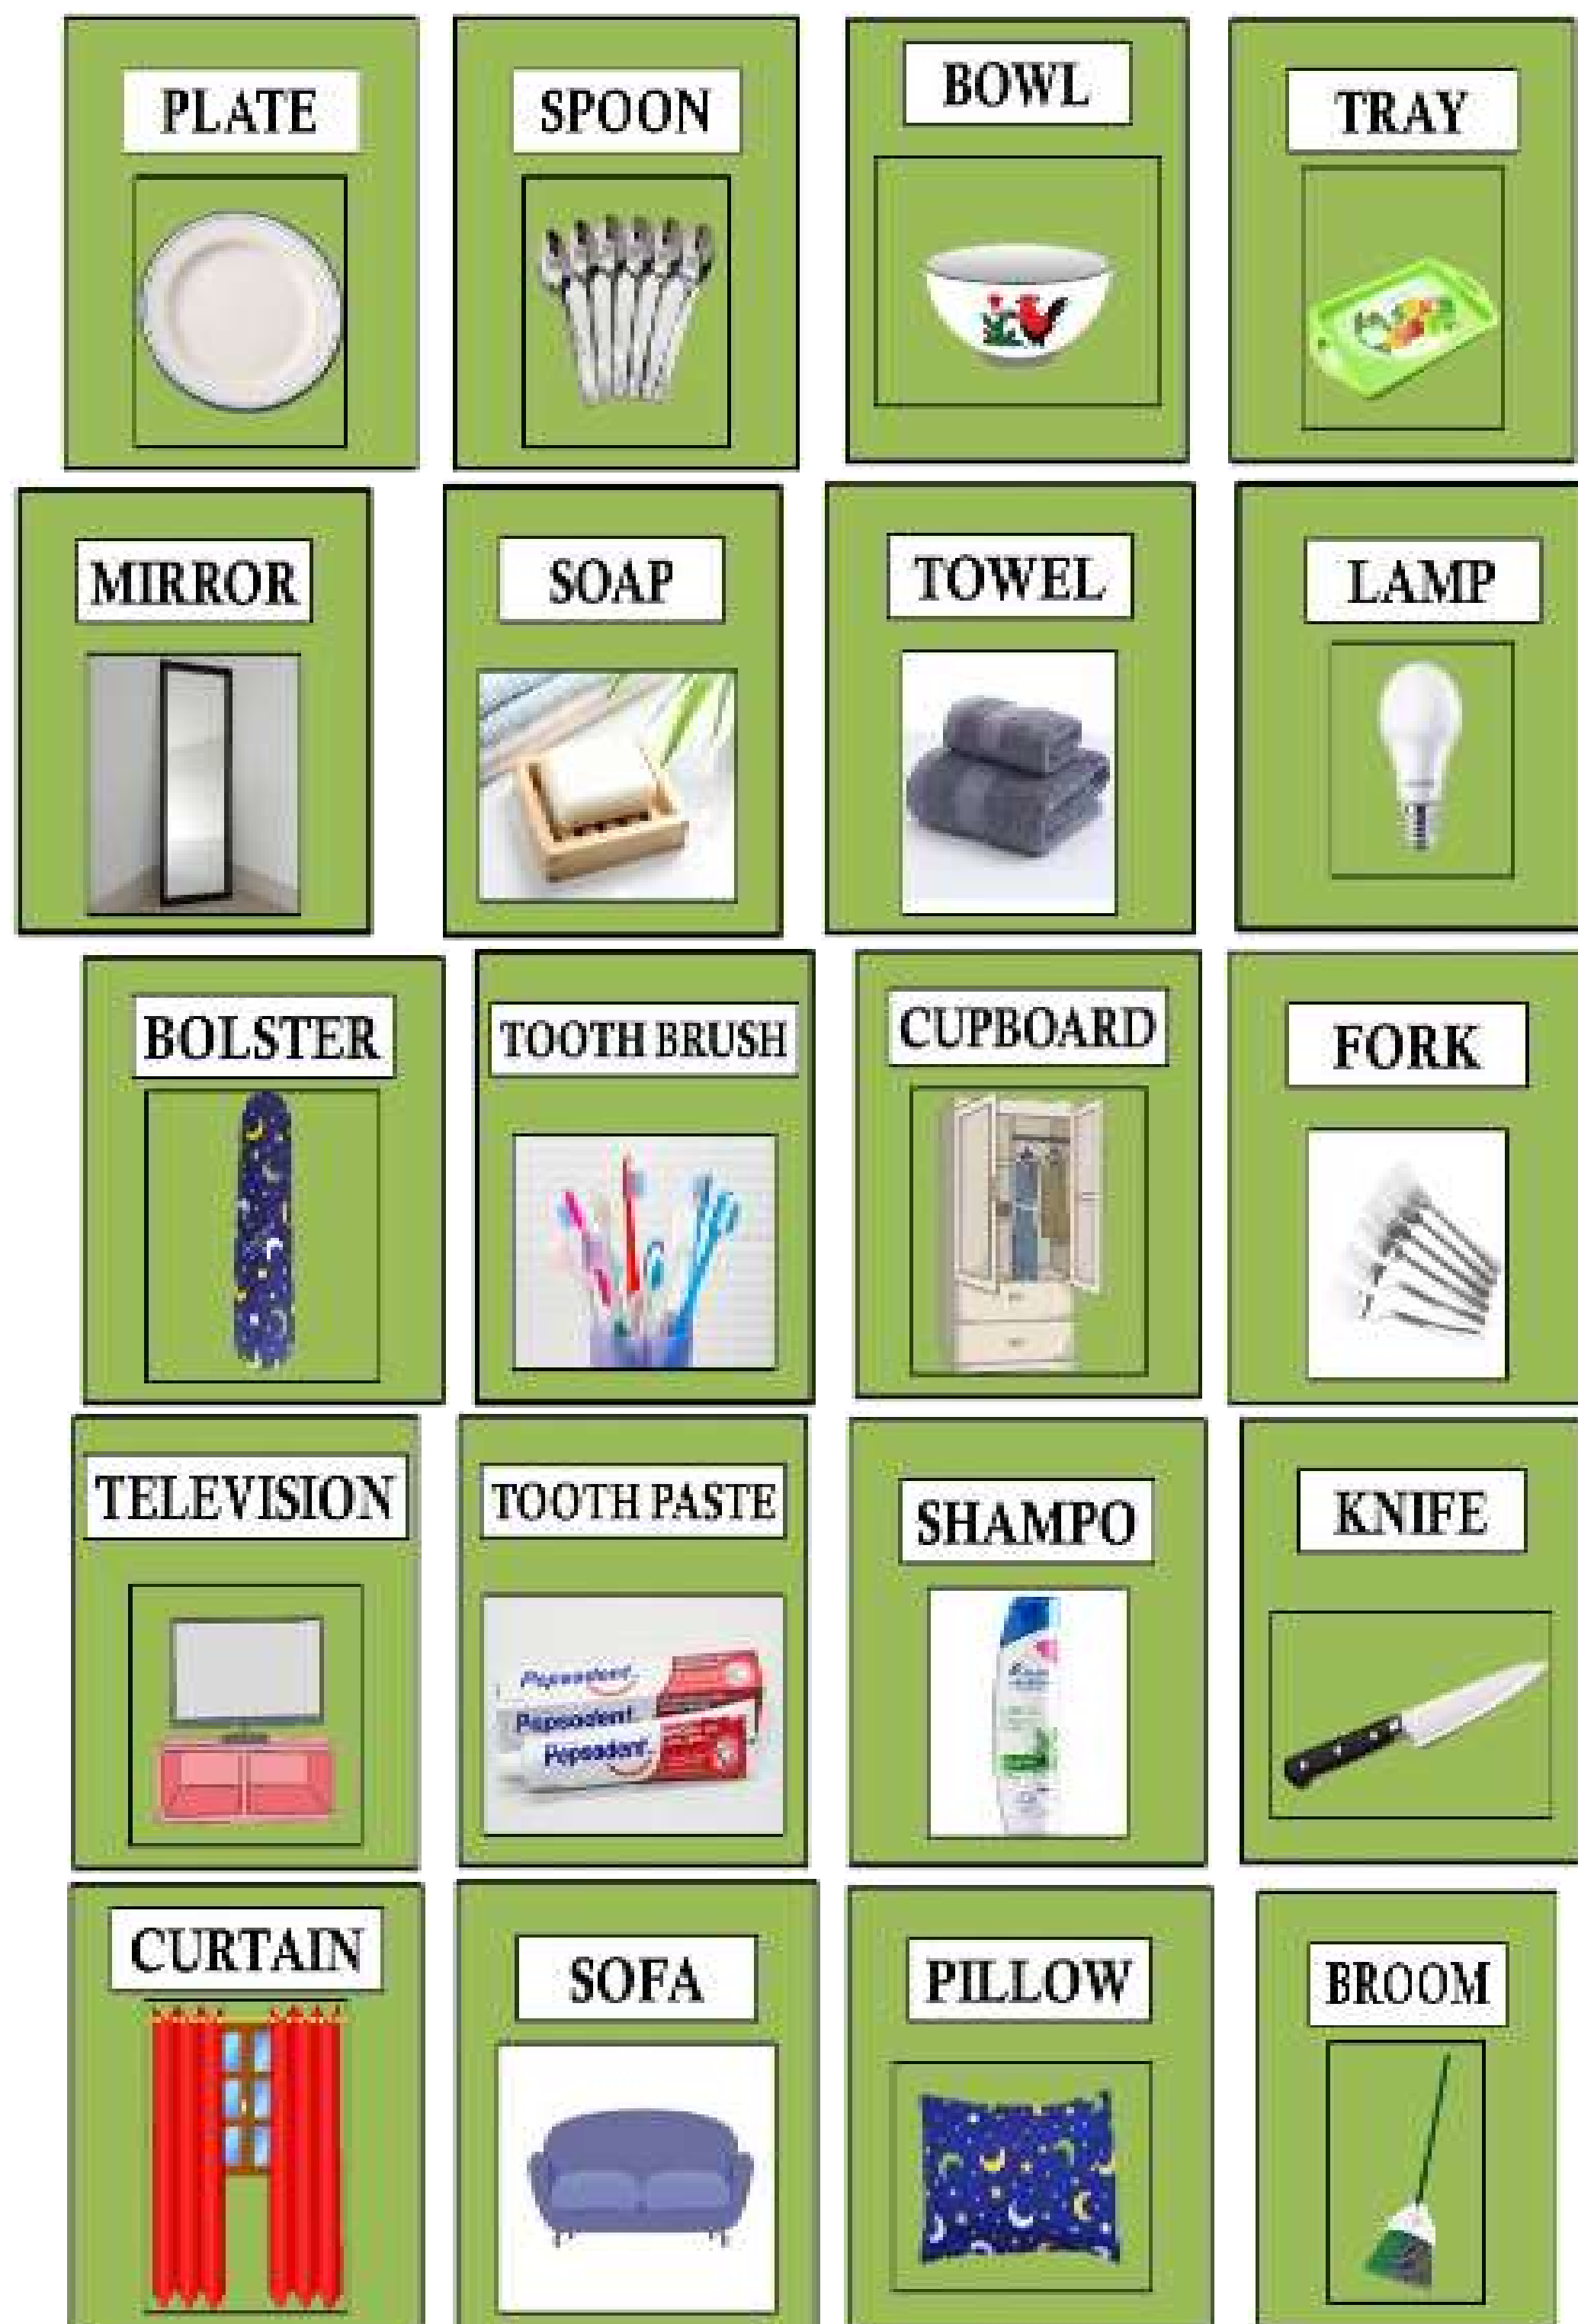 PLATE
SPOON
BOWL
TRAY
MIRROR
SOAP
TOWEL
LAMP
BOLSTER
TOOTH BRUSH
CUPBOARD
FORK
TELEVISION
TOOTH PASTE
Pepsodent
Pepsodent
Pepsodent
SHAMPO
KNIFE
CURTAIN
SOFA
PILLOW
BROOM